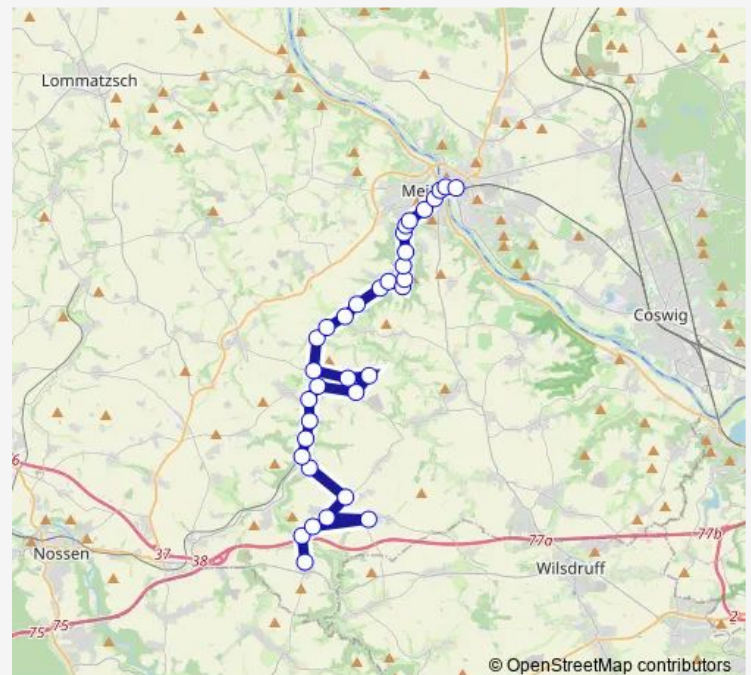 Lommatzsch
Mei
Coswig
6
77b
77a
37
38
Nossen
Wilsdruff
2
75
75
© OpenStreetMap contributors